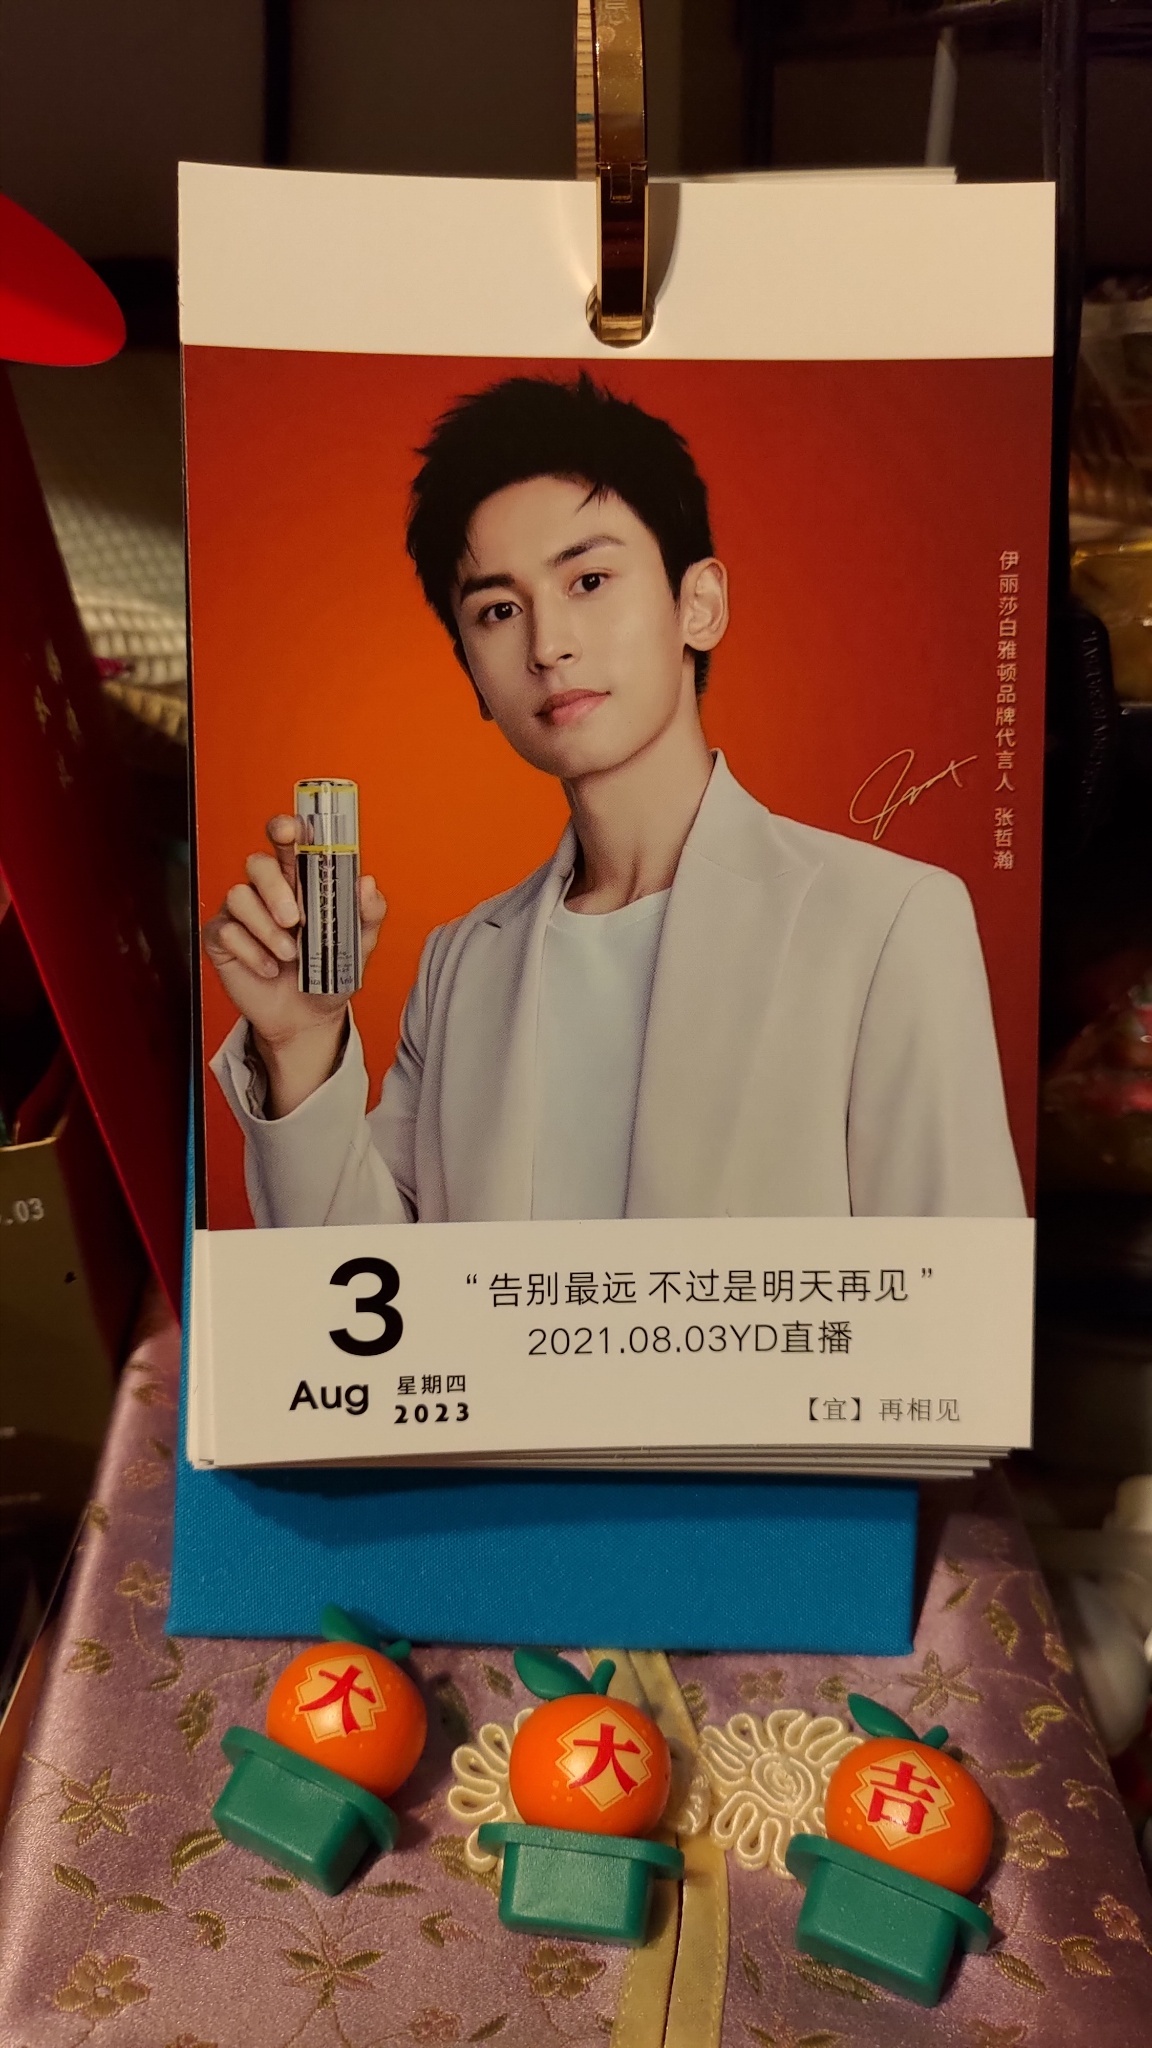 伊丽莎白雅顿品牌代言人 张哲瀚
3
“告别最远 不过是明天再见”
2021.08.03YD直播
Aug
星期四
2023
【宜】再相见
.03
大
大
吉